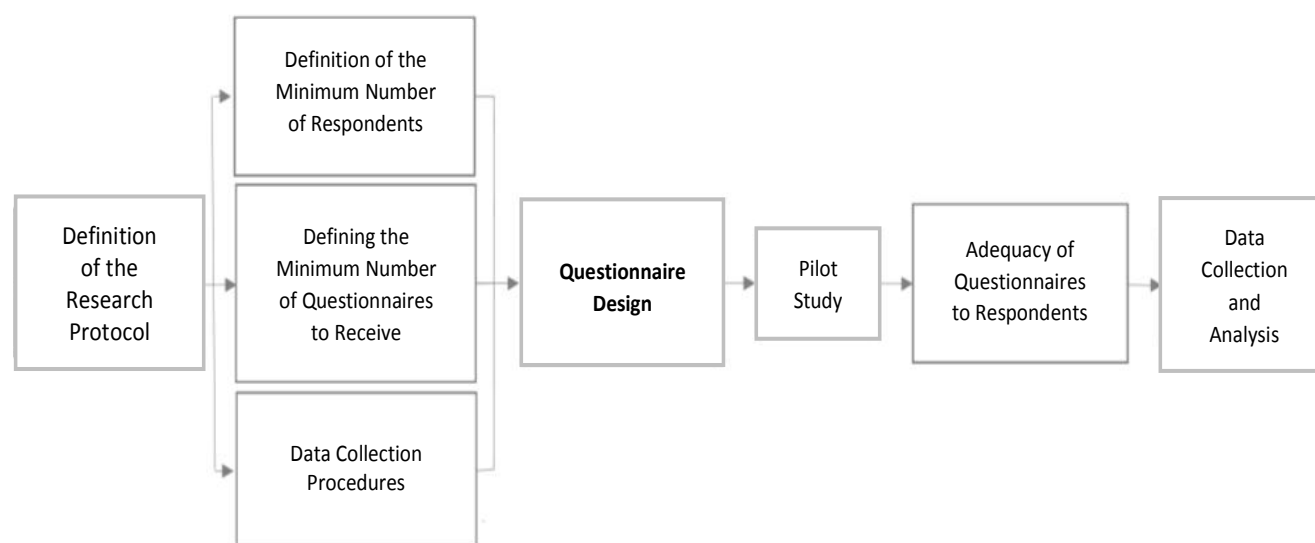 Definition
of the
Research
Protocol
Definition of the
Minimum Number
of Respondents
Defining the
Minimum Number
of Questionnaires
to Receive
Data Collection
Procedures
Questionnaire
Design
Pilot
Study
Adequacy of
Questionnaires
to Respondents
Data
Collection
and
Analysis